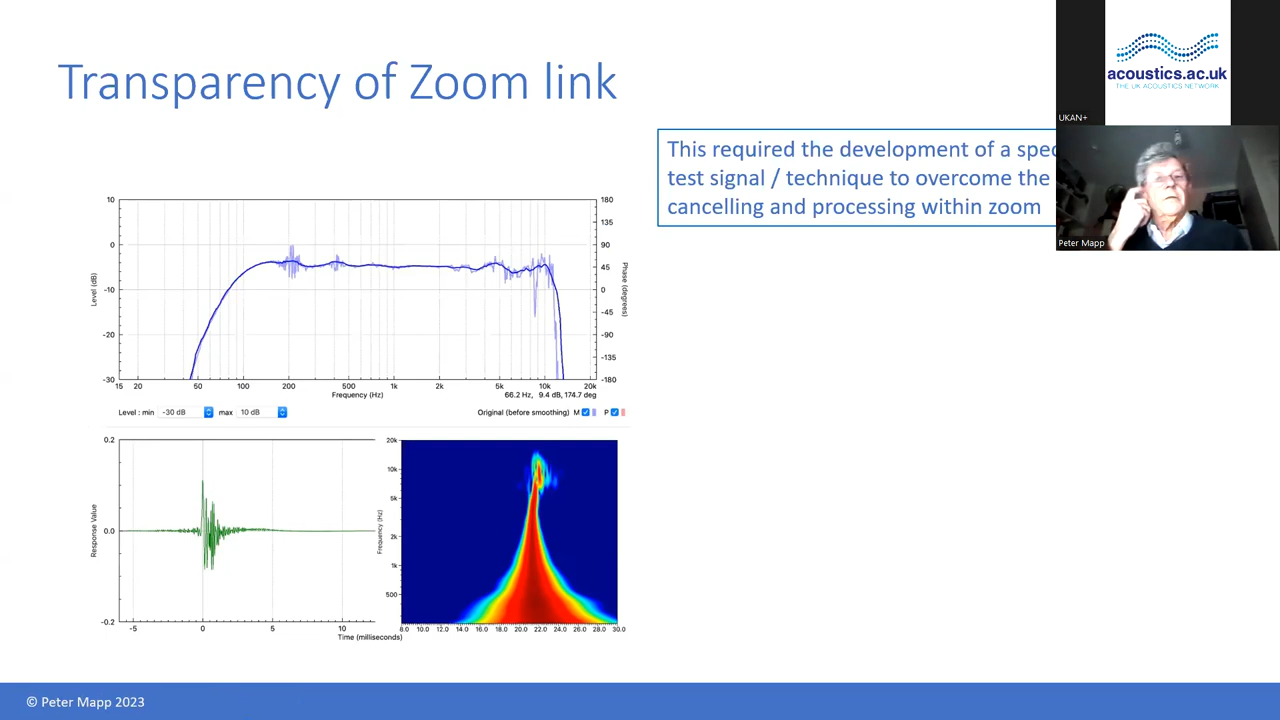 Transparency of Zoom link
acoustics.ac.uk
THE UK ACOUSTICS NETWORK
UKAN+
Peter Mapp
This required the development of a spec
test signal / technique to overcome the
cancelling and processing within zoom
10
0
-10
-20
-30
Level (dB)
180
135
90
45
0
-45
-90
-135
-180
Phase (degrees)
15 20 50 100 200 500 1k 2k 5k 10k 20k
Frequency (Hz)
66.2 Hz, 9.4 dB, 174.7 deg
Level : min -30 dB max 10 dB
Original (before smoothing) M P
0.2
0.0
-0.2
Response Value
-5 0 5 10
Time (milliseconds)
20k
10k
5k
2k
1k
500
Frequency (Hz)
8.0 10.0 12.0 14.0 16.0 18.0 20.0 22.0 24.0 26.0 28.0 30.0
© Peter Mapp 2023